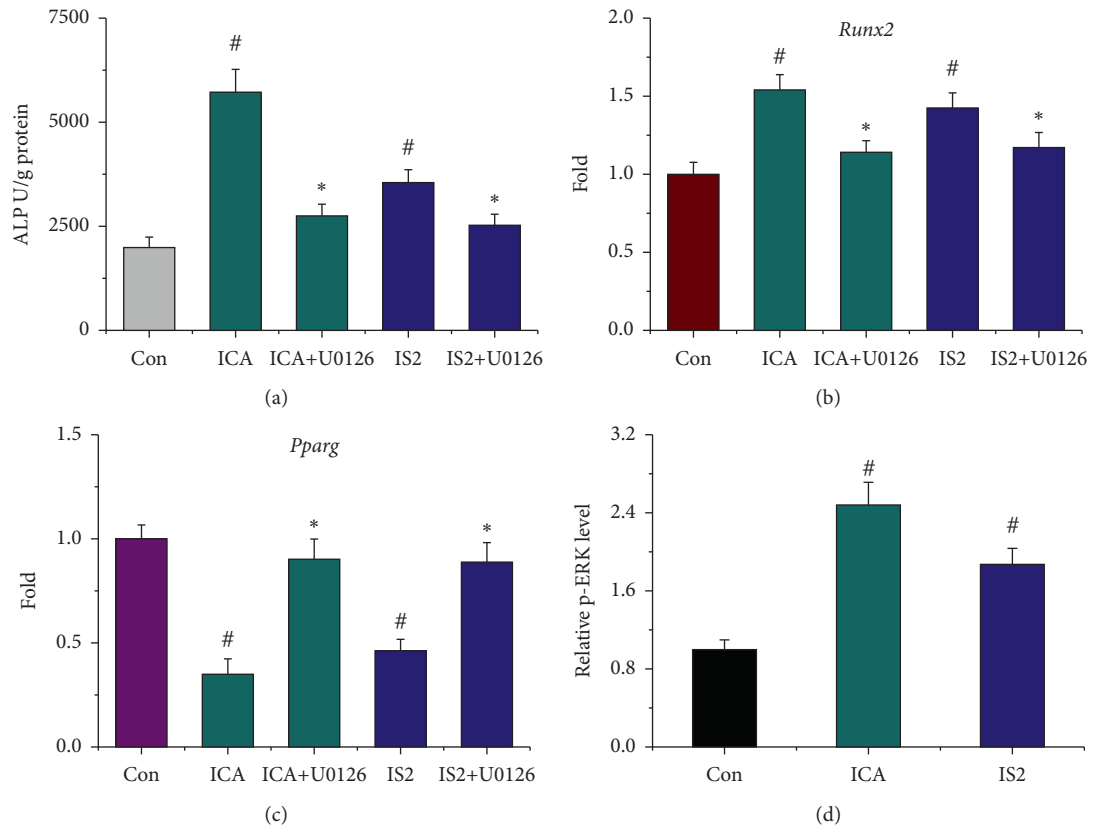 7500
5000
2500
0
ALP U/g protein
#
*
#
*
Con ICA ICA+U0126 IS2 IS2+U0126
(a)
2.0
1.5
1.0
0.5
0.0
Fold
Runx2
#
*
#
*
Con ICA ICA+U0126 IS2 IS2+U0126
(b)
1.5
1.0
0.5
0.0
Fold
Pparg
#
*
#
*
Con ICA ICA+U0126 IS2 IS2+U0126
(c)
3.2
2.4
1.6
0.8
0.0
Relative p-ERK level
#
#
Con ICA IS2
(d)